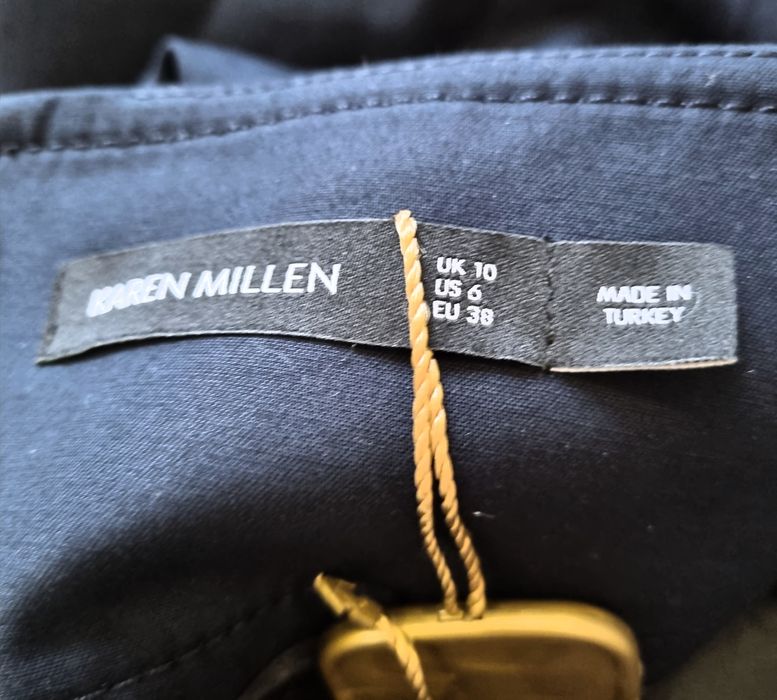 KAREN MILLEN
UK 10
US 6
EU 38
MADE IN
TURKEY